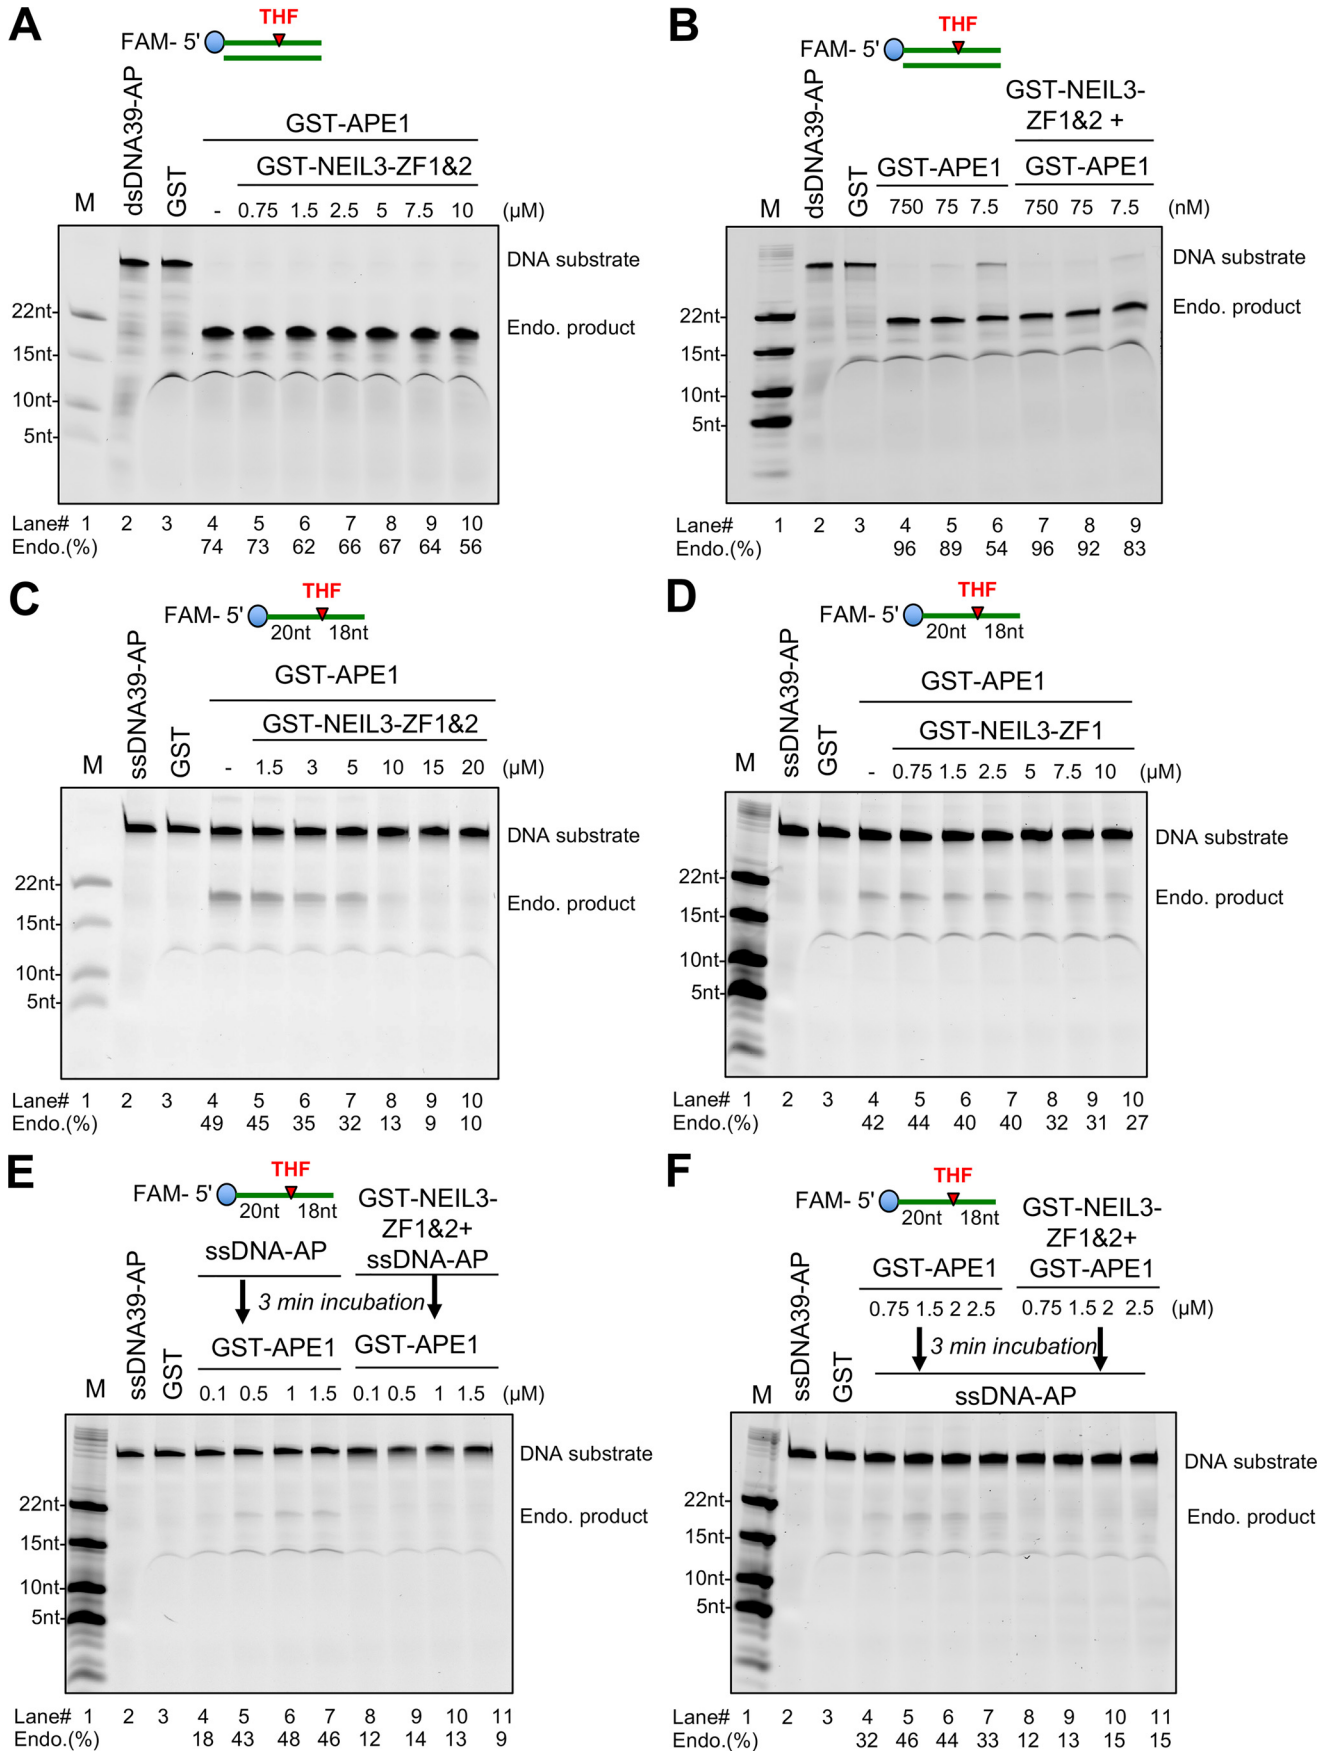 A
THF
FAM- 5'
dsDNA39-AP
GST-APE1
GST-NEIL3-ZF1&2
M
GST
- 0.75 1.5 2.5 5 7.5 10 (µM)
DNA substrate
22nt-
Endo. product
15nt-
10nt-
5nt-
Lane# 1 2 3 4 5 6 7 8 9 10
Endo.(%) 74 73 62 66 67 64 56
B
THF
FAM- 5'
dsDNA39-AP
GST-NEIL3-
ZF1&2 +
GST-APE1 GST-APE1
M
GST
750 75 7.5 750 75 7.5 (nM)
DNA substrate
Endo. product
22nt-
15nt-
10nt-
5nt-
Lane# 1 2 3 4 5 6 7 8 9
Endo.(%) 96 89 54 96 92 83
C
THF
FAM- 5'
20nt 18nt
ssDNA39-AP
GST-APE1
GST-NEIL3-ZF1&2
M
GST
- 1.5 3 5 10 15 20 (µM)
DNA substrate
22nt-
Endo. product
15nt-
10nt-
5nt-
Lane# 1 2 3 4 5 6 7 8 9 10
Endo.(%) 49 45 35 32 13 9 10
D
THF
FAM- 5'
20nt 18nt
ssDNA39-AP
GST-APE1
GST-NEIL3-ZF1
M
GST
- 0.75 1.5 2.5 5 7.5 10 (µM)
DNA substrate
22nt-
Endo. product
15nt-
10nt-
5nt-
Lane# 1 2 3 4 5 6 7 8 9 10
Endo.(%) 42 44 40 40 32 31 27
E
THF
FAM- 5'
20nt 18nt
GST-NEIL3-
ZF1&2+
ssDNA-AP ssDNA-AP
ssDNA39-AP
3 min incubation
GST-APE1 GST-APE1
M
GST
0.1 0.5 1 1.5 0.1 0.5 1 1.5 (µM)
DNA substrate
22nt-
Endo. product
15nt-
10nt-
5nt-
Lane# 1 2 3 4 5 6 7 8 9 10 11
Endo.(%) 18 43 48 46 12 14 13 9
F
THF
FAM- 5'
20nt 18nt
GST-NEIL3-
ZF1&2+
GST-APE1 GST-APE1
ssDNA39-AP
0.75 1.5 2 2.5 0.75 1.5 2 2.5 (µM)
3 min incubation
M
GST
ssDNA-AP
DNA substrate
22nt-
Endo. product
15nt-
10nt-
5nt-
Lane# 1 2 3 4 5 6 7 8 9 10 11
Endo.(%) 32 46 44 33 12 13 15 15